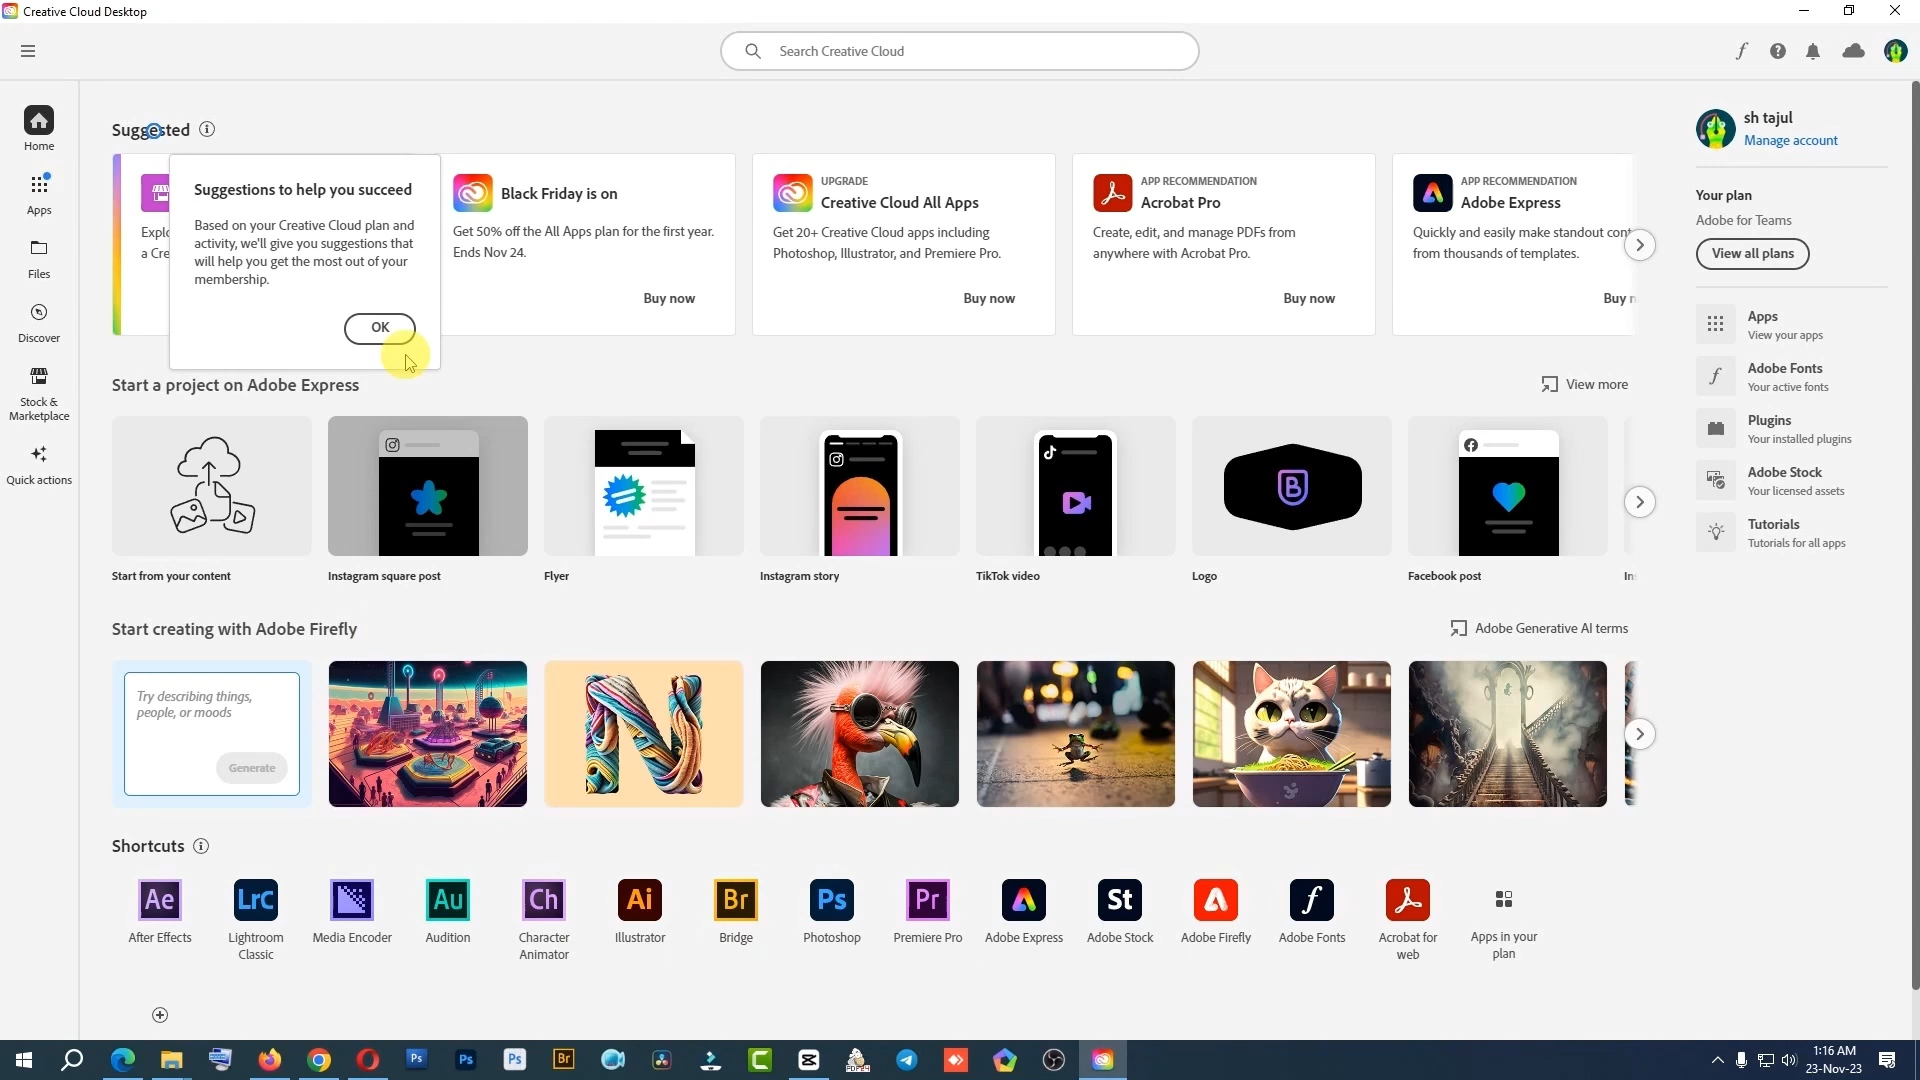 Creative Cloud Desktop
Search Creative Cloud
Home
Apps
Files
Discover
Stock &
Marketplace
Quick actions
Suggested
Explo
a Cre
Suggestions to help you succeed
Based on your Creative Cloud plan and
activity, we'll give you suggestions that
will help you get the most out of your
membership.
OK
Black Friday is on
Get 50% off the All Apps plan for the first year.
Ends Nov 24.
Buy now
UPGRADE
Creative Cloud All Apps
Get 20+ Creative Cloud apps including
Photoshop, Illustrator, and Premiere Pro.
Buy now
APP RECOMMENDATION
Acrobat Pro
Create, edit, and manage PDFs from
anywhere with Acrobat Pro.
Buy now
APP RECOMMENDATION
Adobe Express
Quickly and easily make standout cont
from thousands of templates.
Buy n
sh tajul
Manage account
Your plan
Adobe for Teams
View all plans
Apps
View your apps
Adobe Fonts
Your active fonts
Plugins
Your installed plugins
Adobe Stock
Your licensed assets
Tutorials
Tutorials for all apps
Start a project on Adobe Express
View more
B
Start from your content
Instagram square post
Flyer
Instagram story
TikTok video
Logo
Facebook post
In
Start creating with Adobe Firefly
Adobe Generative AI terms
Try describing things,
people, or moods
Generate
N
Shortcuts
Ae
LrC
Au
Ch
Ai
Br
Ps
Pr
St
After Effects
Lightroom
Classic
Media Encoder
Audition
Character
Animator
Illustrator
Bridge
Photoshop
Premiere Pro
Adobe Express
Adobe Stock
Adobe Firefly
Adobe Fonts
Acrobat for
web
Apps in your
plan
Ps
Ps
Ps
Br
1:16 AM
23-Nov-23